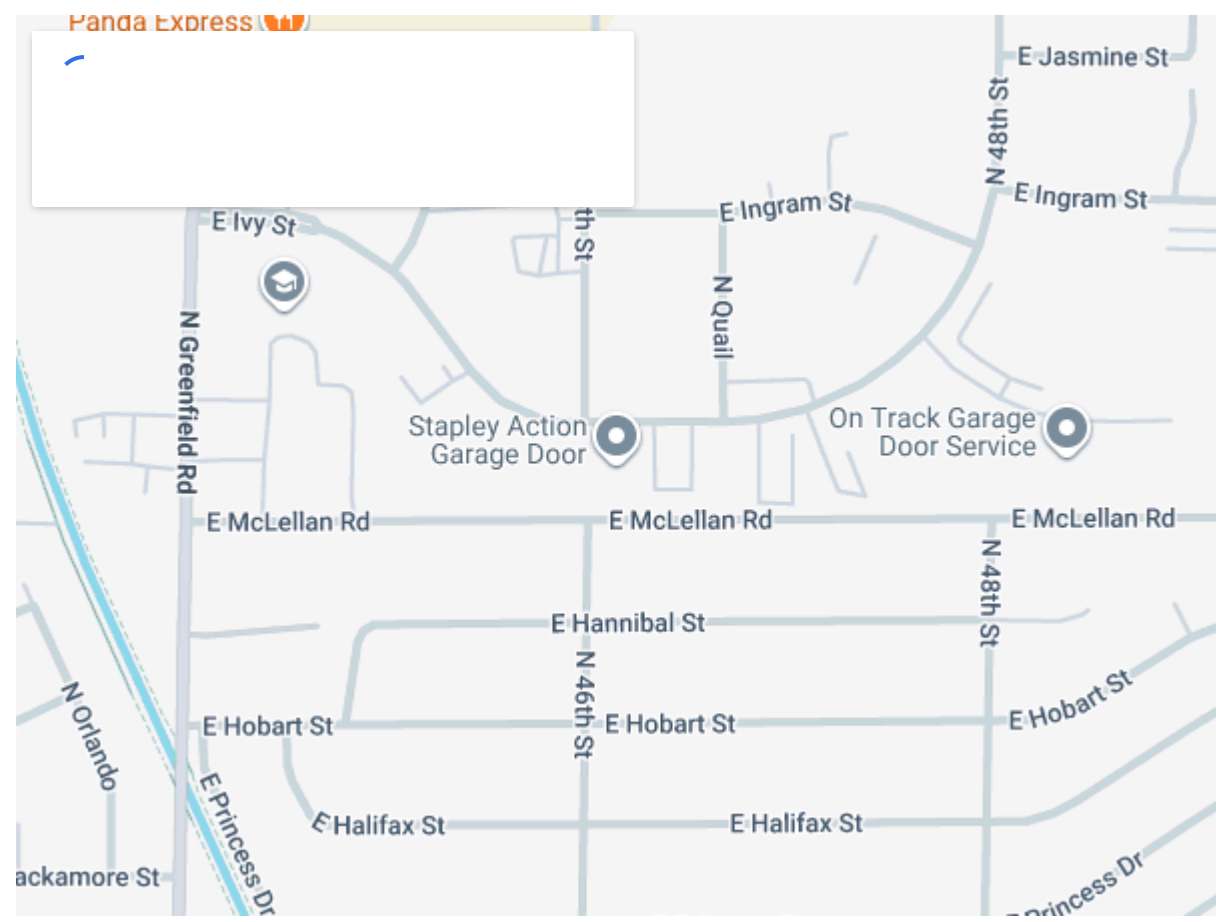 Panda Express
E Jasmine St
N 48th St
E Ingram St
E Ingram St
E Ivy St
th St
N Quail
N Greenfield Rd
Stapley Action
Garage Door
On Track Garage
Door Service
E McLellan Rd
E McLellan Rd
E McLellan Rd
N 48th St
E Hannibal St
N 46th St
N Orlando
E Hobart St
E Hobart St
E Hobart St
E Princess Dr
E Halifax St
E Halifax St
ackamore St
E Princess Dr